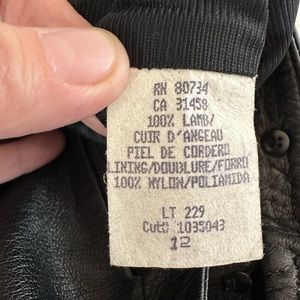 RN 80734
CA 31458
100% LAMB/
CUIR D'ANGEAU
PIEL DE CORDERO
LINING/DOUBLURE/FORRO
100% NYLON/POLIAMIDA
LT 229
Cut# 1035043
12